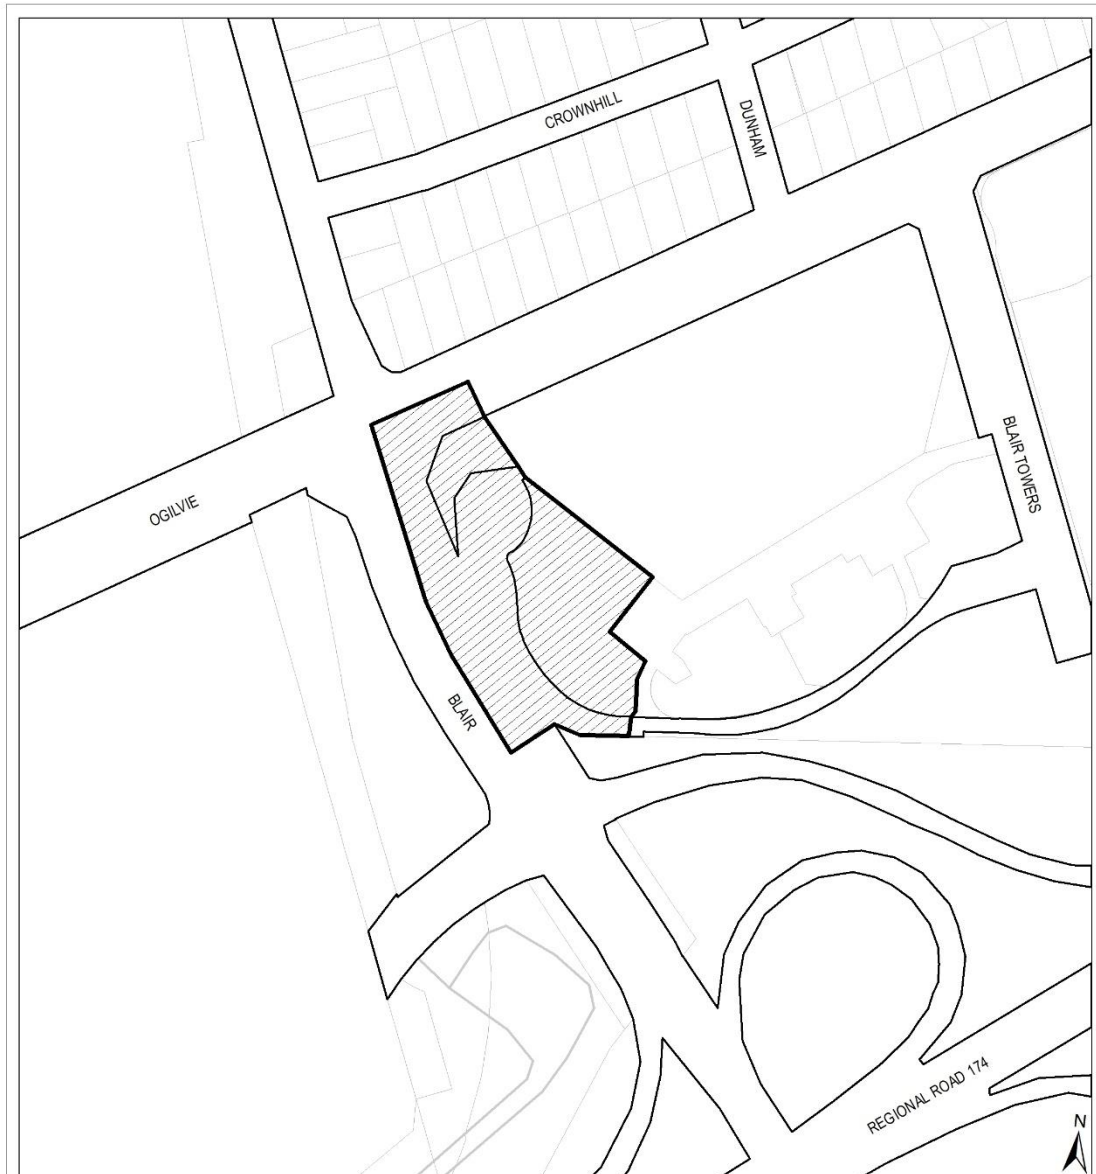 CROWNHILL
DUNHAM
OGILVIE
BLAIR TOWERS
BLAIR
REGIONAL ROAD 174
N